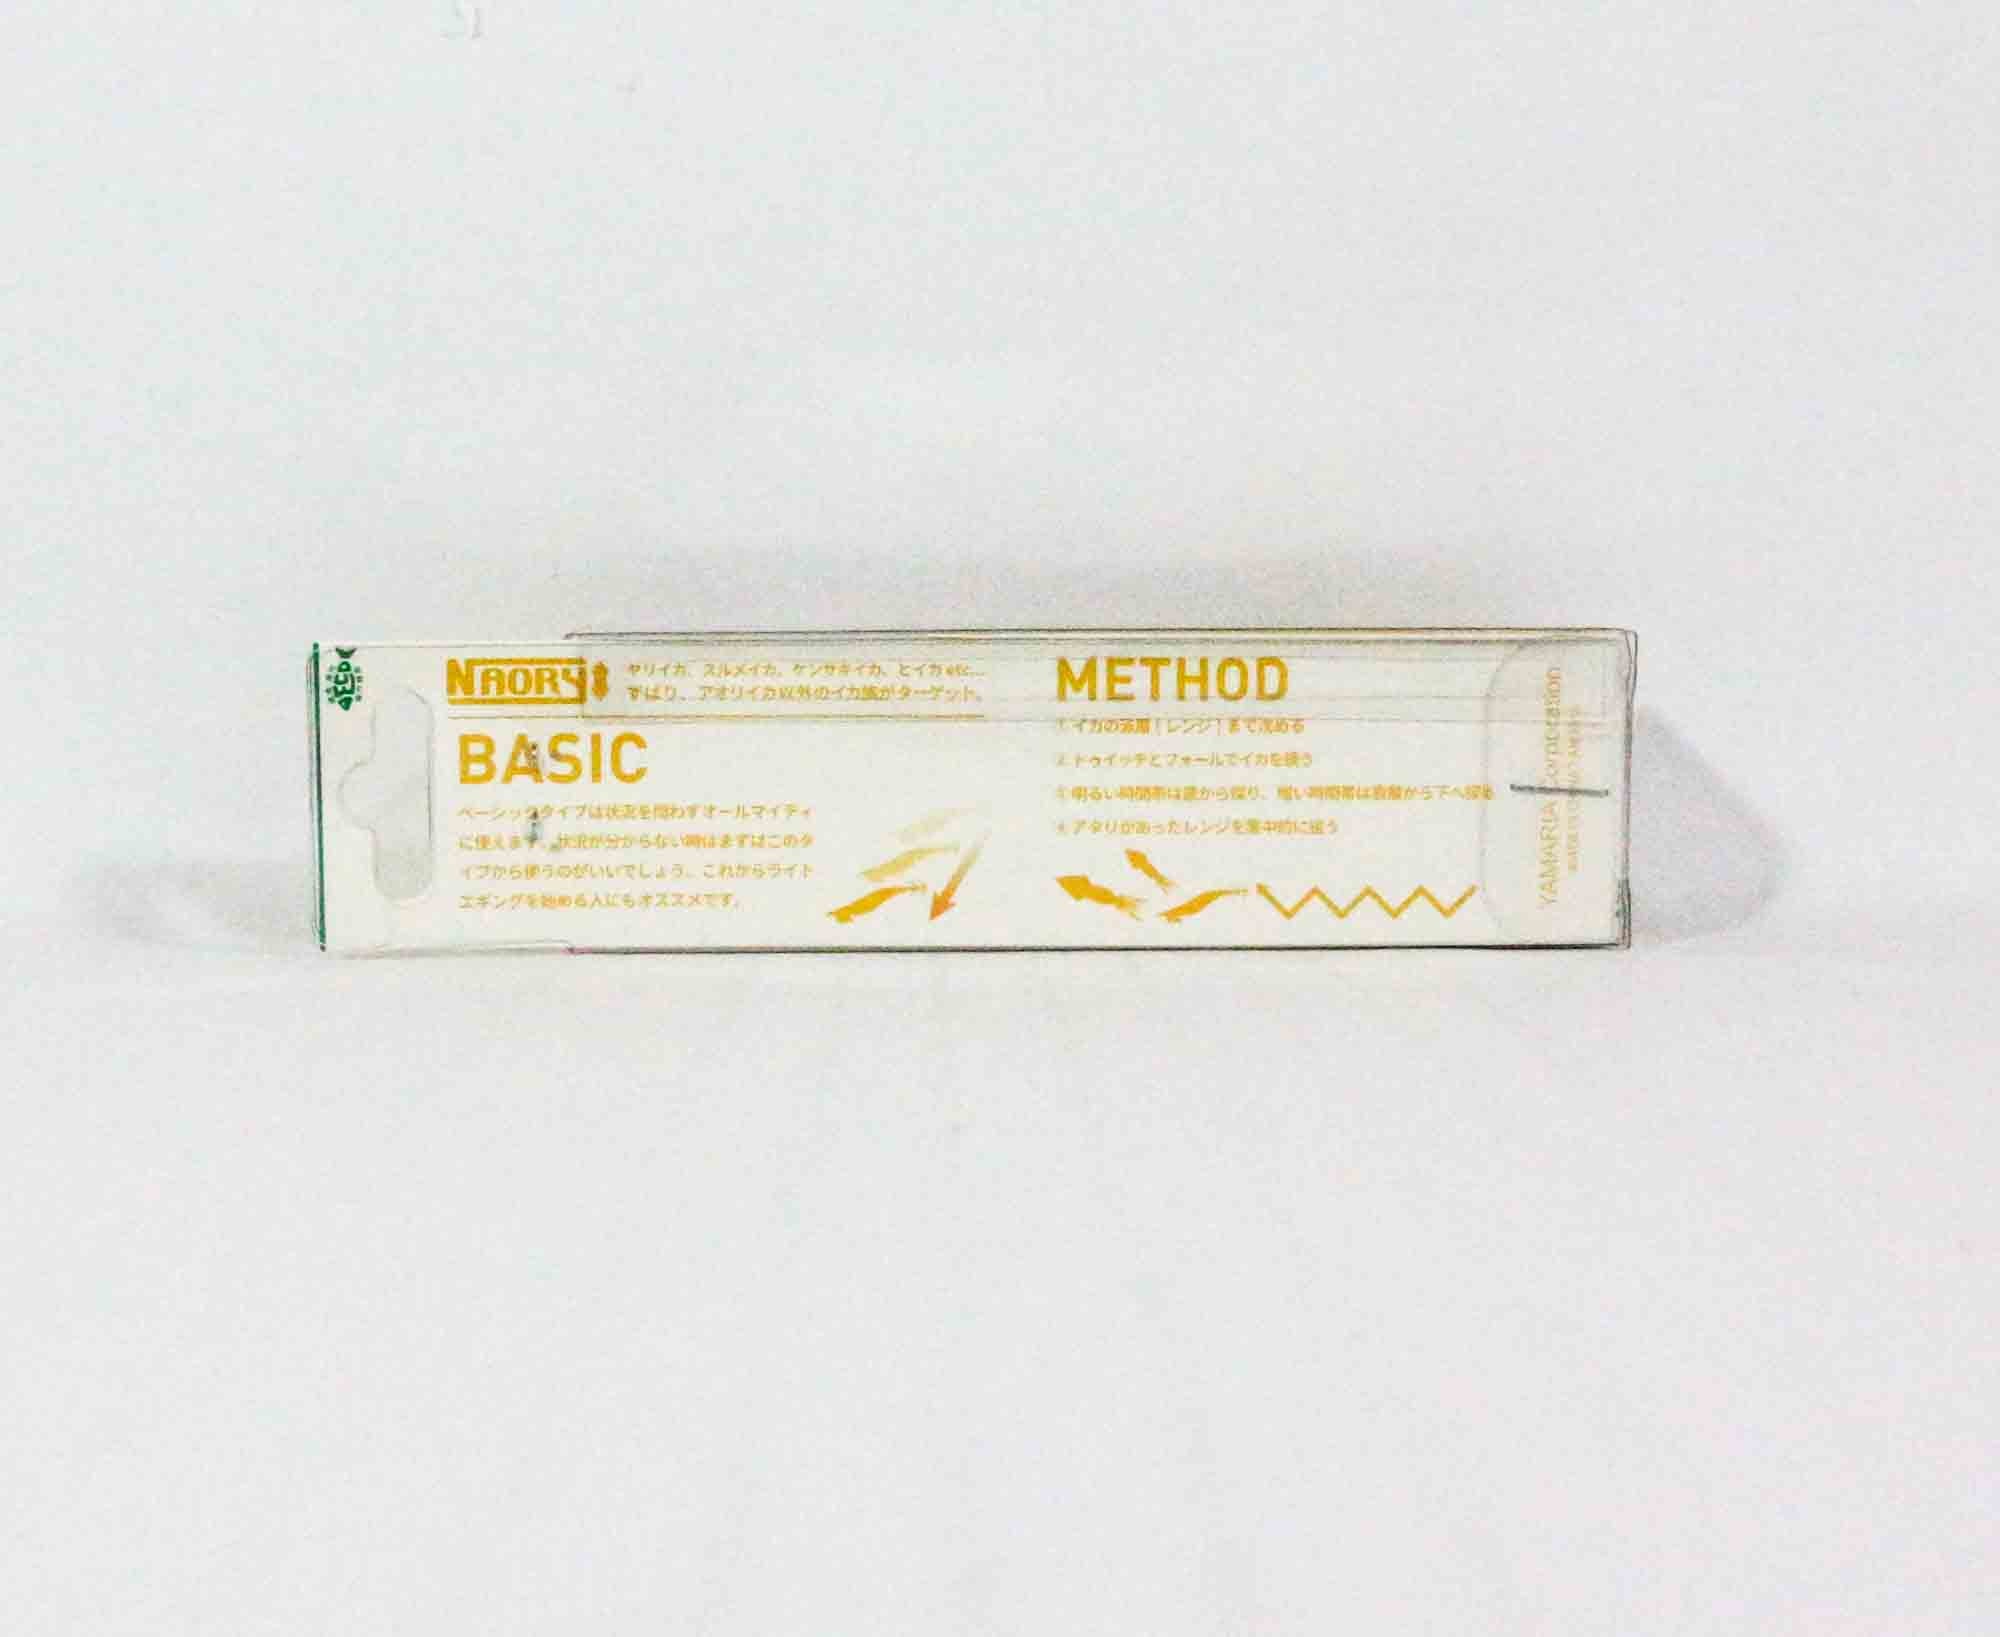 NAORY
ヤリイカ、スルメイカ、ケンサキイカ、ヒイカ etc...
ずばり、アオリイカ以外のイカ族がターゲット。
BASIC
ベーシックタイプは状況を問わずオールマイティ
に使えます。状況が分からない時はまずはこのタ
イプから使うのがいいでしょう。これからライト
エギングを始める人にもオススメです。
METHOD
①イカの泳層「レンジ」まで沈める
②トゥイッチとフォールでイカを誘う
③明るい時間帯は底から探り、暗い時間帯は表層から下へ探る
④アタリがあったレンジを集中的に狙う
YAMARIA Corporation